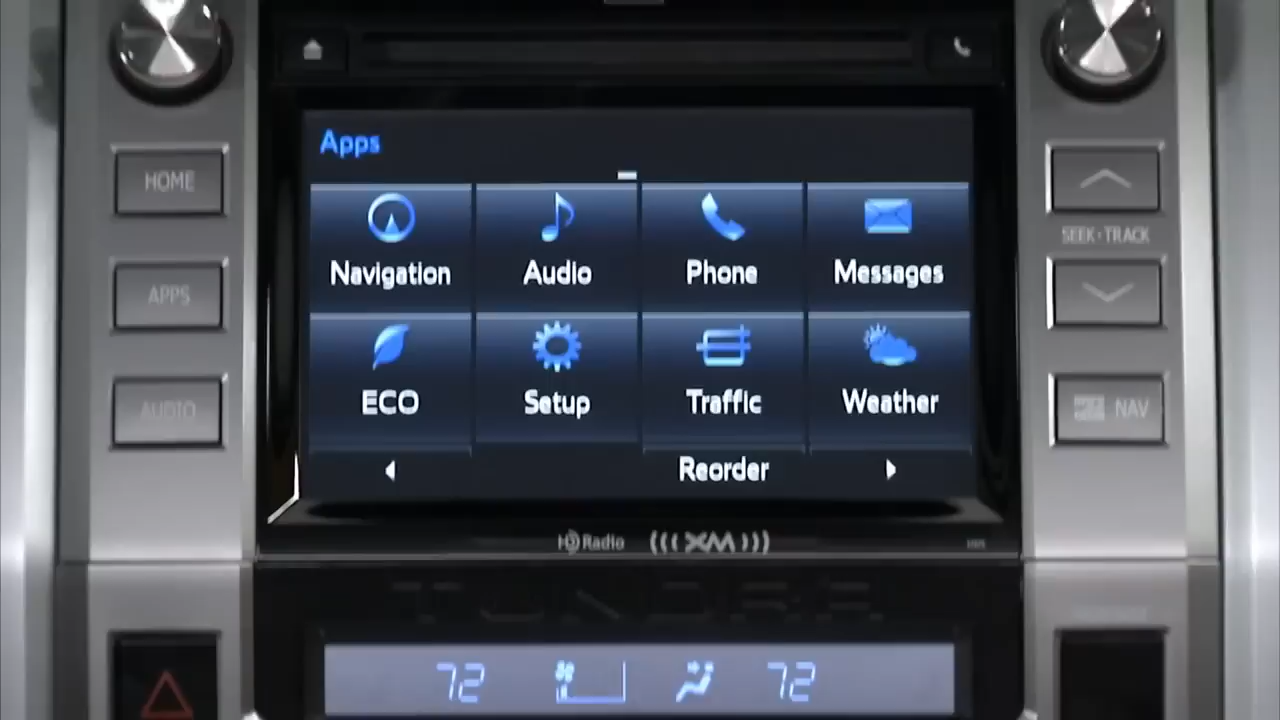 Apps
HOME
Navigation Audio Phone Messages
SEEK•TRACK
APPS
ECO Setup Traffic Weather
AUDIO
NAV
Reorder
HD Radio ((( XM )))
TUNDRA
72 72